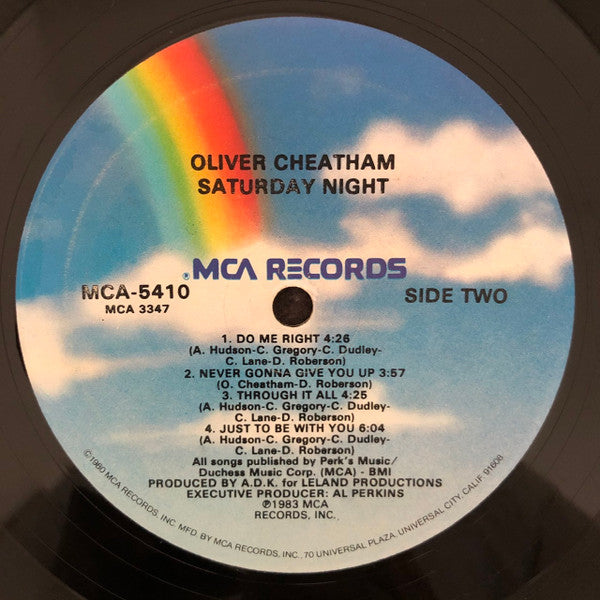 OLIVER CHEATHAM
SATURDAY NIGHT
®MCA RECORDS
MCA-5410
MCA 3347
SIDE TWO
1. DO ME RIGHT 4:26
(A. Hudson-C. Gregory-C. Dudley-
C. Lane-D. Roberson)
2. NEVER GONNA GIVE YOU UP 3:57
(O. Cheatham-D. Roberson)
3. THROUGH IT ALL 4:25
(A. Hudson-C. Gregory-C. Dudley-
C. Lane-D. Roberson)
4. JUST TO BE WITH YOU 6:04
(A. Hudson-C. Gregory-C. Dudley-
C. Lane-D. Roberson)
All songs published by Perk's Music/
Duchess Music Corp. (MCA) - BMI
PRODUCED BY A.D.K. for LELAND PRODUCTIONS
EXECUTIVE PRODUCER: AL PERKINS
℗1983 MCA
RECORDS, INC.
©1980 MCA RECORDS, INC. MFD. BY MCA RECORDS, INC., 70 UNIVERSAL PLAZA, UNIVERSAL CITY, CALIF. 91608